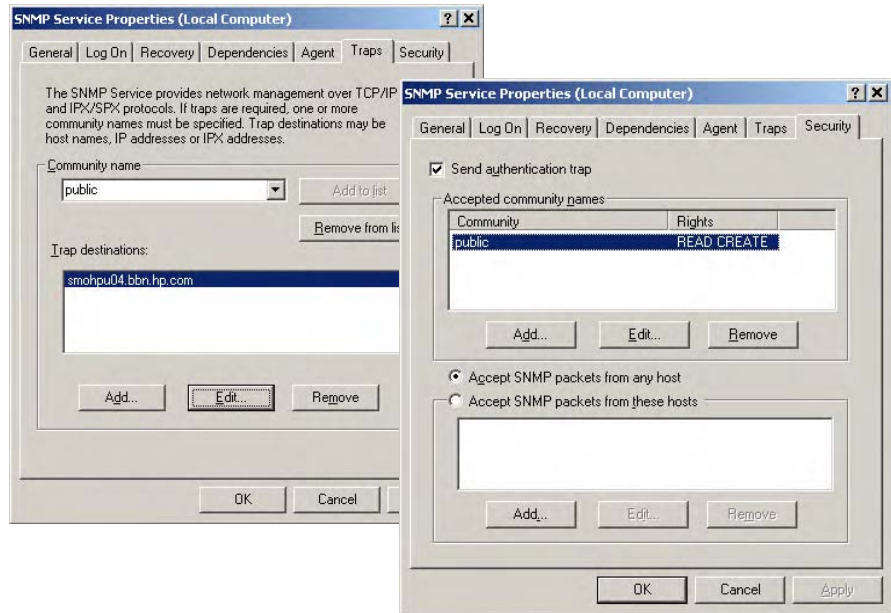 SNMP Service Properties (Local Computer)
General
Log On
Recovery
Dependencies
Agent
Traps
Security
The SNMP Service provides network management over TCP/IP
and IPX/SPX protocols. If traps are required, one or more
community names must be specified. Trap destinations may be
host names, IP addresses or IPX addresses.
Community name
public
Add to list
Remove from lis
Trap destinations:
smohpu04.bbn.hp.com
Add...
Edit...
Remove
OK
Cancel
SNMP Service Properties (Local Computer)
General
Log On
Recovery
Dependencies
Agent
Traps
Security
Send authentication trap
Accepted community names
Community
Rights
public
READ CREATE
Add...
Edit...
Remove
Accept SNMP packets from any host
Accept SNMP packets from these hosts
Add...
Edit...
Remove
OK
Cancel
Apply